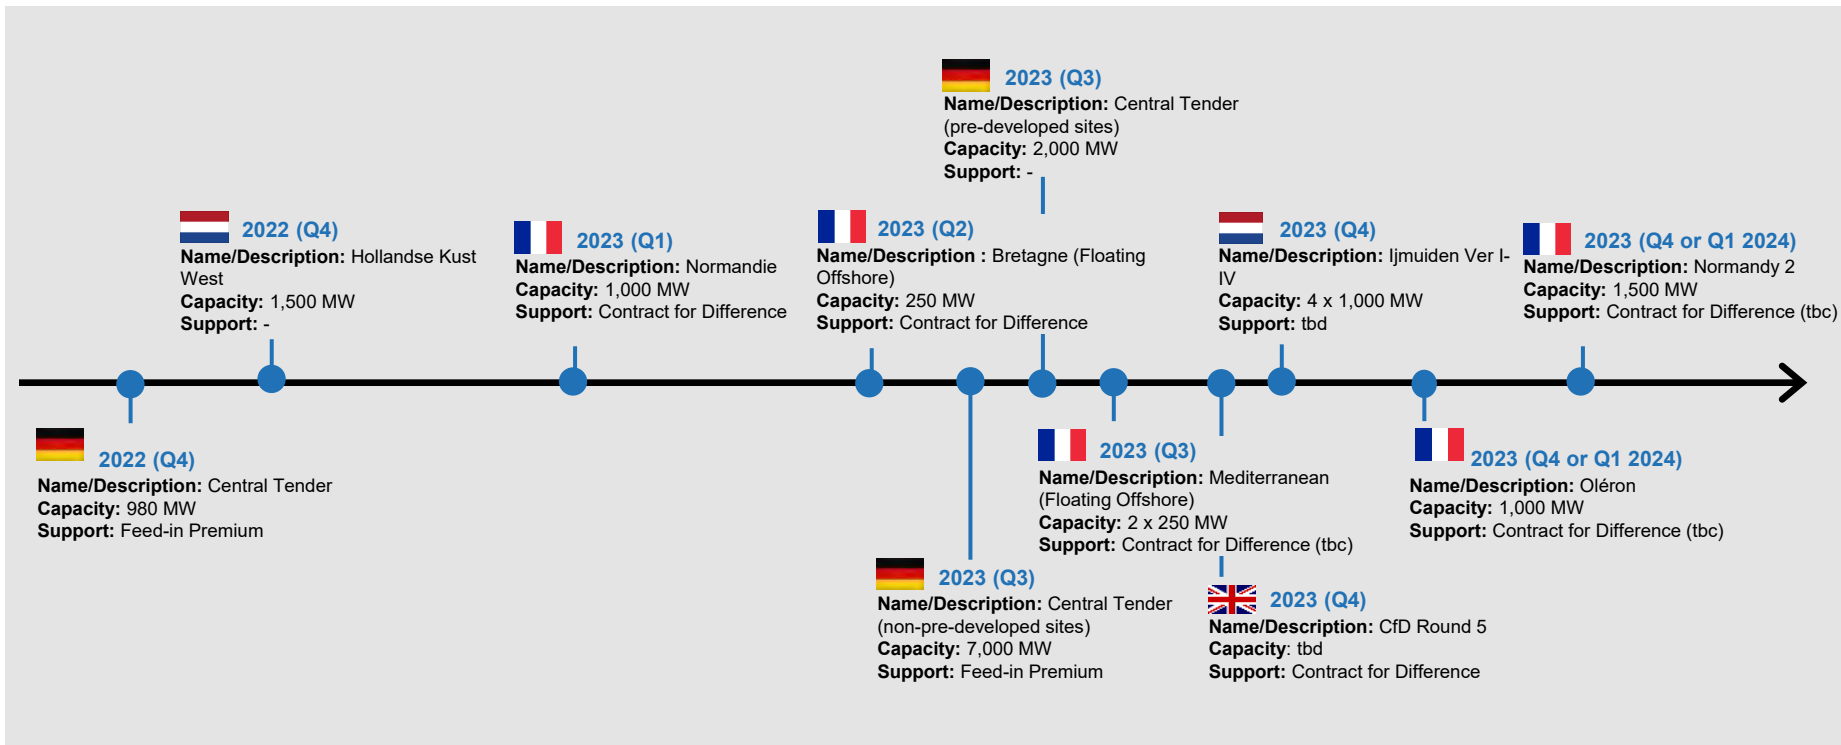 2023 (Q3)
Name/Description: Central Tender
(pre-developed sites)
Capacity: 2,000 MW
Support: -
2022 (Q4)
Name/Description: Hollandse Kust
West
Capacity: 1,500 MW
Support: -
2023 (Q1)
Name/Description: Normandie
Capacity: 1,000 MW
Support: Contract for Difference
2023 (Q2)
Name/Description : Bretagne (Floating
Offshore)
Capacity: 250 MW
Support: Contract for Difference
2023 (Q4)
Name/Description: Ijmuiden Ver I-
IV
Capacity: 4 x 1,000 MW
Support: tbd
2023 (Q4 or Q1 2024)
Name/Description: Normandy 2
Capacity: 1,500 MW
Support: Contract for Difference (tbc)
2022 (Q4)
Name/Description: Central Tender
Capacity: 980 MW
Support: Feed-in Premium
2023 (Q3)
Name/Description: Central Tender
(non-pre-developed sites)
Capacity: 7,000 MW
Support: Feed-in Premium
2023 (Q3)
Name/Description: Mediterranean
(Floating Offshore)
Capacity: 2 x 250 MW
Support: Contract for Difference (tbc)
2023 (Q4)
Name/Description: CfD Round 5
Capacity: tbd
Support: Contract for Difference
2023 (Q4 or Q1 2024)
Name/Description: Oléron
Capacity: 1,000 MW
Support: Contract for Difference (tbc)